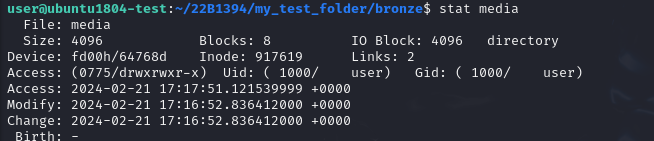 user@ubuntu1804-test:~/22B1394/my_test_folder/bronze$ stat media
  File: media
  Size: 4096            Blocks: 8          IO Block: 4096   directory
Device: fd00h/64768d    Inode: 917619      Links: 2
Access: (0775/drwxrwxr-x)  Uid: ( 1000/    user)   Gid: ( 1000/    user)
Access: 2024-02-21 17:17:51.121539999 +0000
Modify: 2024-02-21 17:16:52.836412000 +0000
Change: 2024-02-21 17:16:52.836412000 +0000
 Birth: -